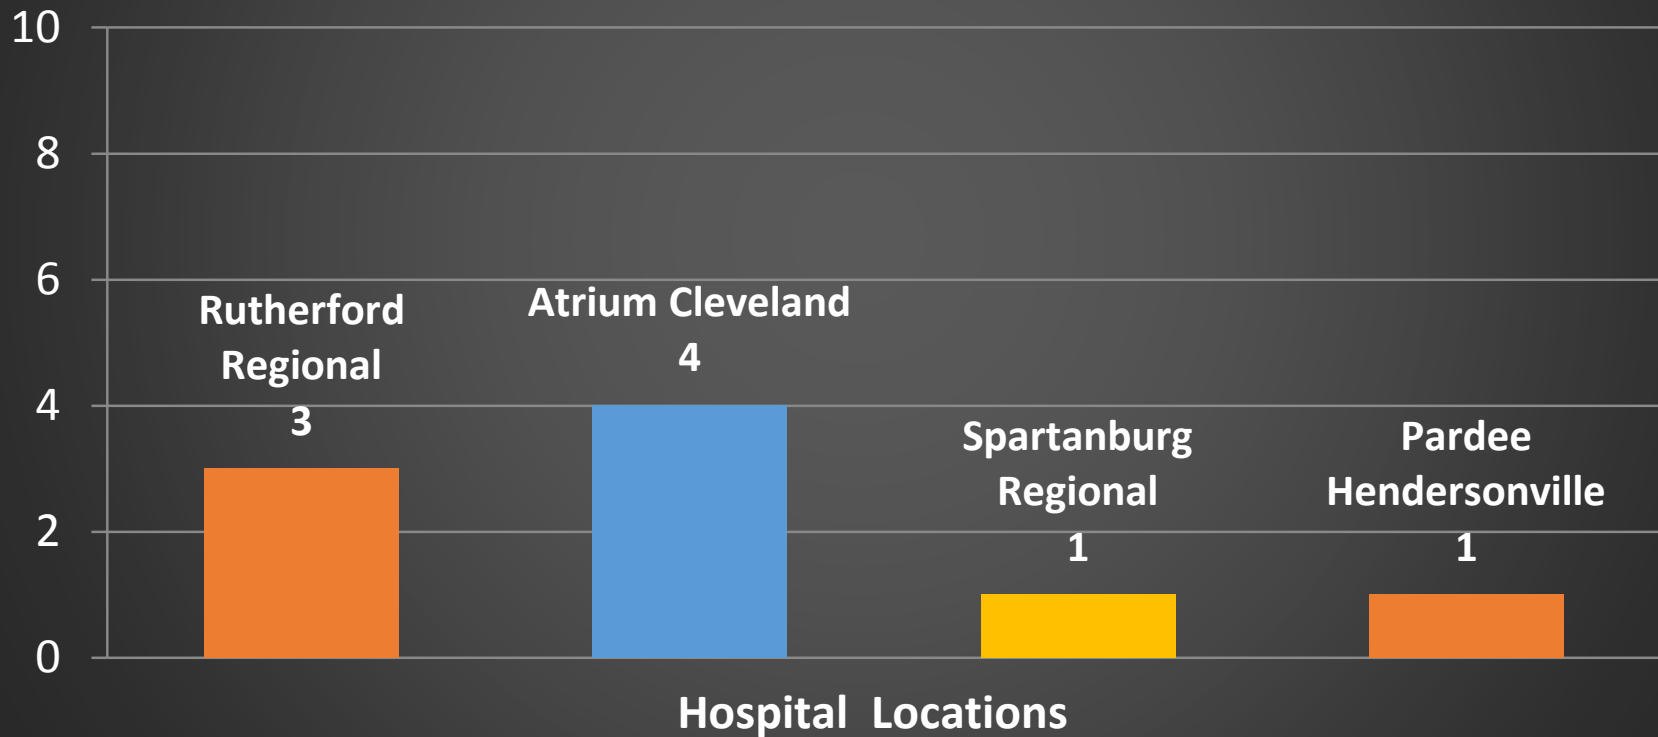 10
8
6
4
2
0
Rutherford
Regional
3
Atrium Cleveland
4
Spartanburg
Regional
1
Pardee
Hendersonville
1
Hospital  Locations